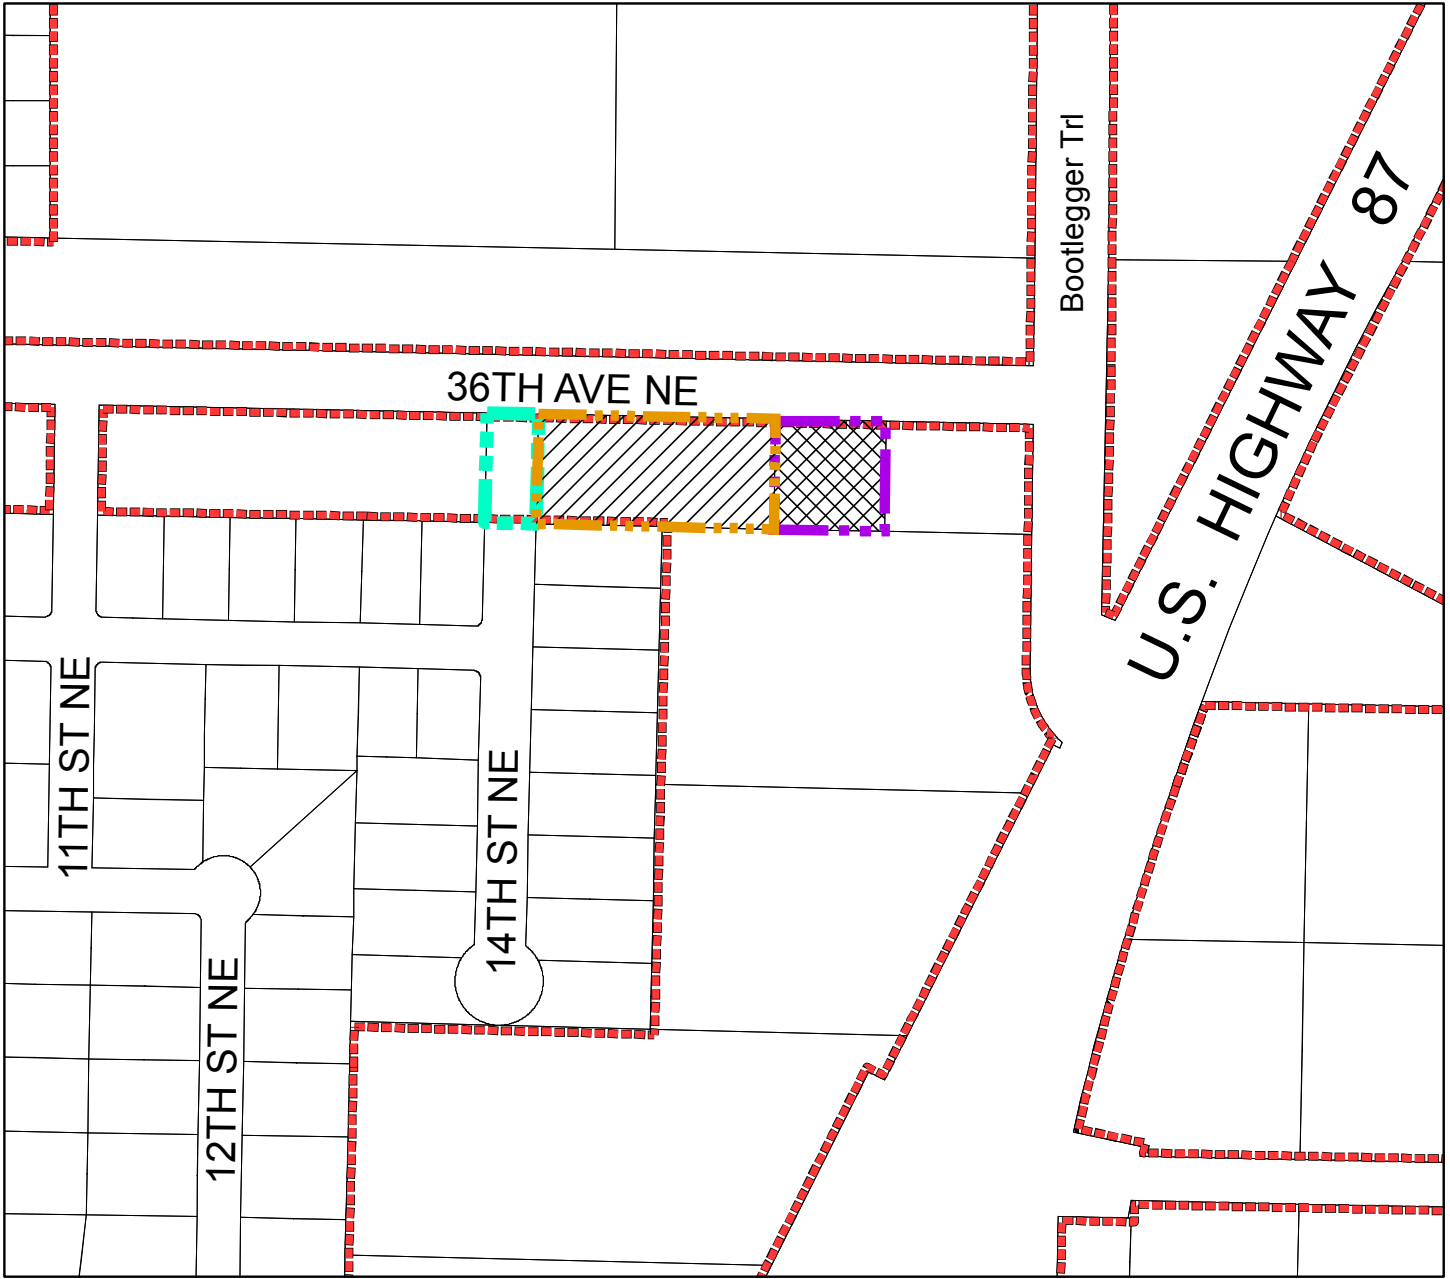 Bootlegger Trl
U.S. HIGHWAY 87
36TH AVE NE
11TH ST NE
14TH ST NE
12TH ST NE